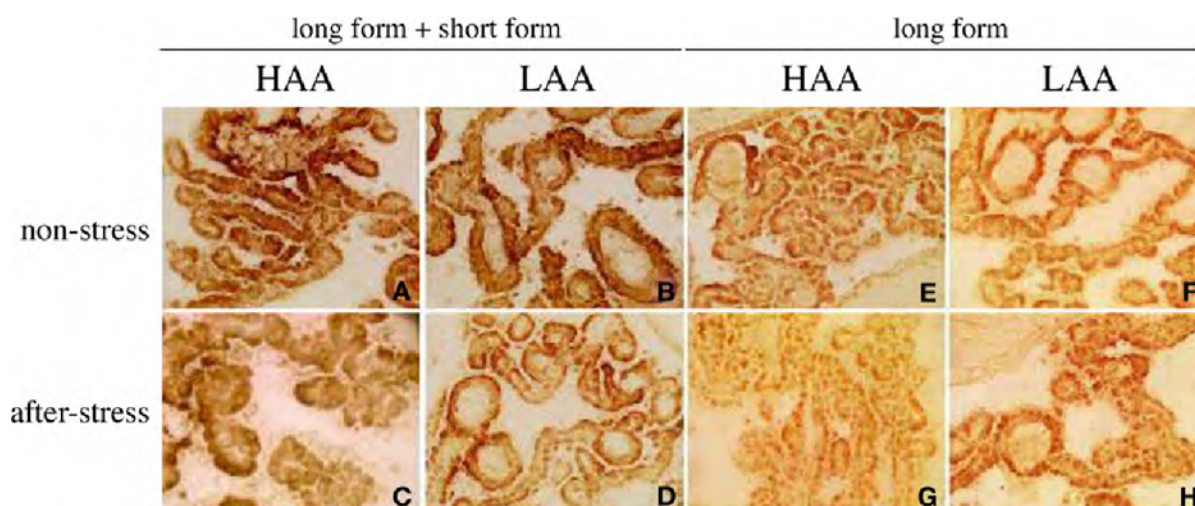 long form + short form long form
HAA LAA HAA LAA
non-stress
A B E F
after-stress
C D G H